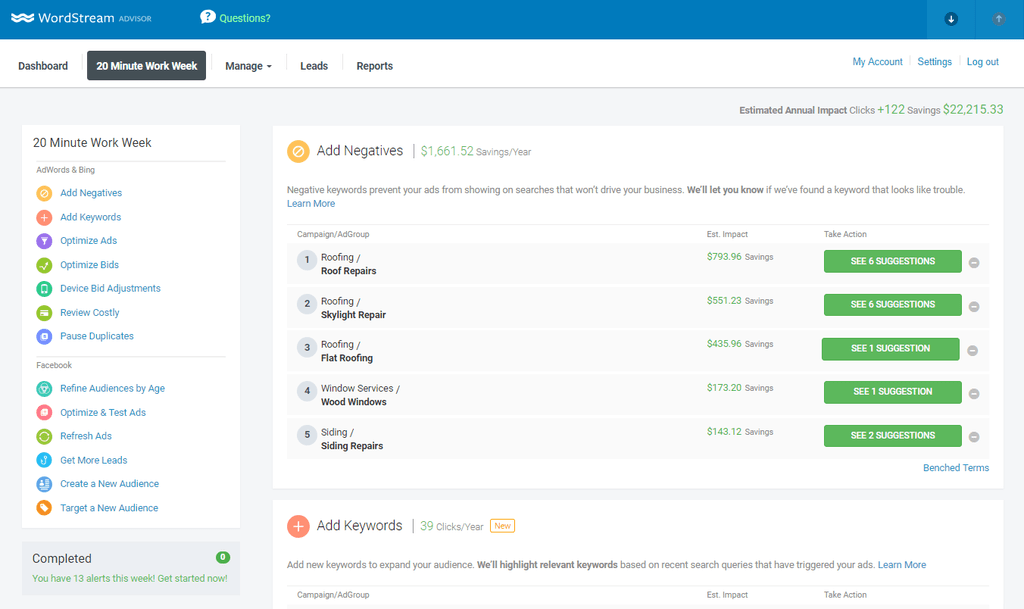 WordStream ADVISOR
? Questions?
Dashboard 20 Minute Work Week Manage Leads Reports
My Account Settings Log out
Estimated Annual Impact Clicks +122 Savings $22,215.33
20 Minute Work Week
AdWords & Bing
Add Negatives
Add Keywords
Optimize Ads
Optimize Bids
Device Bid Adjustments
Review Costly
Pause Duplicates
Facebook
Refine Audiences by Age
Optimize & Test Ads
Refresh Ads
Get More Leads
Create a New Audience
Target a New Audience
Completed 0
You have 13 alerts this week! Get started now!
Add Negatives | $1,661.52 Savings/Year
Negative keywords prevent your ads from showing on searches that won't drive your business. We'll let you know if we've found a keyword that looks like trouble.
Learn More
Campaign/AdGroup Est. Impact Take Action
1 Roofing / $793.96 Savings SEE 6 SUGGESTIONS
Roof Repairs
2 Roofing / $551.23 Savings SEE 6 SUGGESTIONS
Skylight Repair
3 Roofing / $435.96 Savings SEE 1 SUGGESTION
Flat Roofing
4 Window Services / $173.20 Savings SEE 1 SUGGESTION
Wood Windows
5 Siding / $143.12 Savings SEE 2 SUGGESTIONS
Siding Repairs
Benched Terms
Add Keywords | 39 Clicks/Year New
Add new keywords to expand your audience. We'll highlight relevant keywords based on recent search queries that have triggered your ads. Learn More
Campaign/AdGroup Est. Impact Take Action